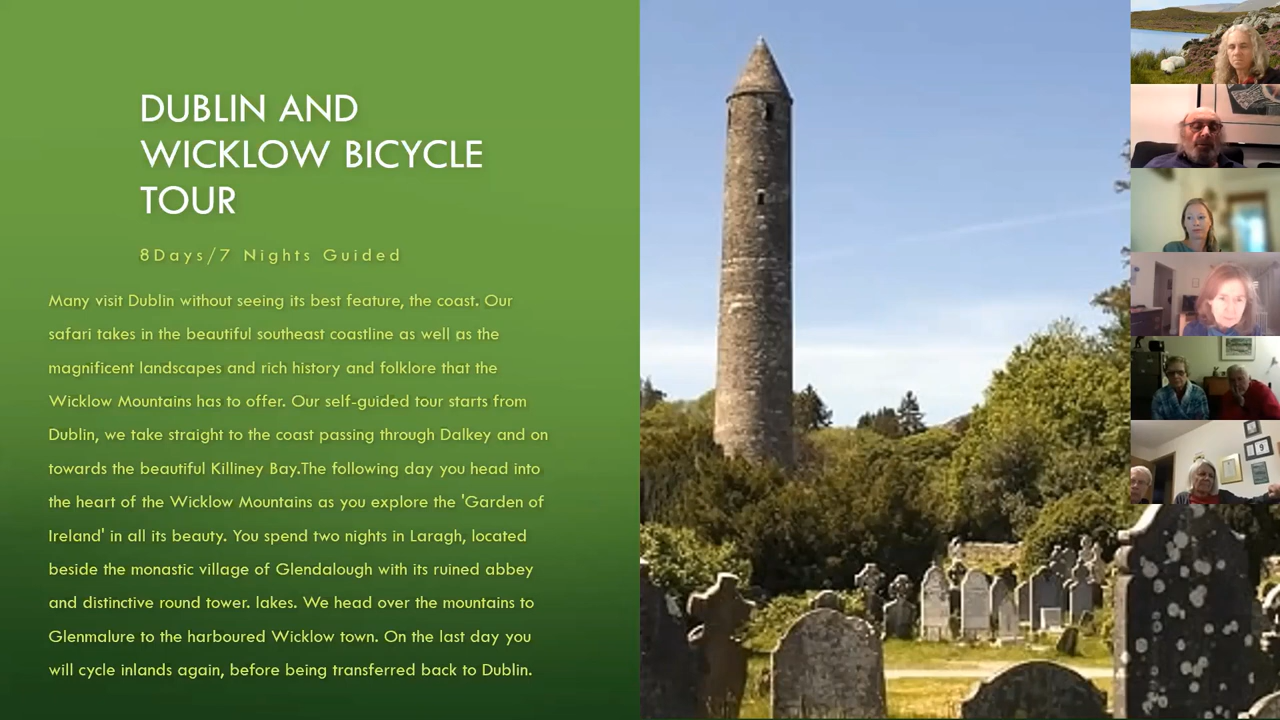 DUBLIN AND
WICKLOW BICYCLE
TOUR
8Days/7 Nights Guided
Many visit Dublin without seeing its best feature, the coast. Our
safari takes in the beautiful southeast coastline as well as the
magnificent landscapes and rich history and folklore that the
Wicklow Mountains has to offer. Our self-guided tour starts from
Dublin, we take straight to the coast passing through Dalkey and on
towards the beautiful Killiney Bay.The following day you head into
the heart of the Wicklow Mountains as you explore the 'Garden of
Ireland' in all its beauty. You spend two nights in Laragh, located
beside the monastic village of Glendalough with its ruined abbey
and distinctive round tower. lakes. We head over the mountains to
Glenmalure to the harboured Wicklow town. On the last day you
will cycle inlands again, before being transferred back to Dublin.